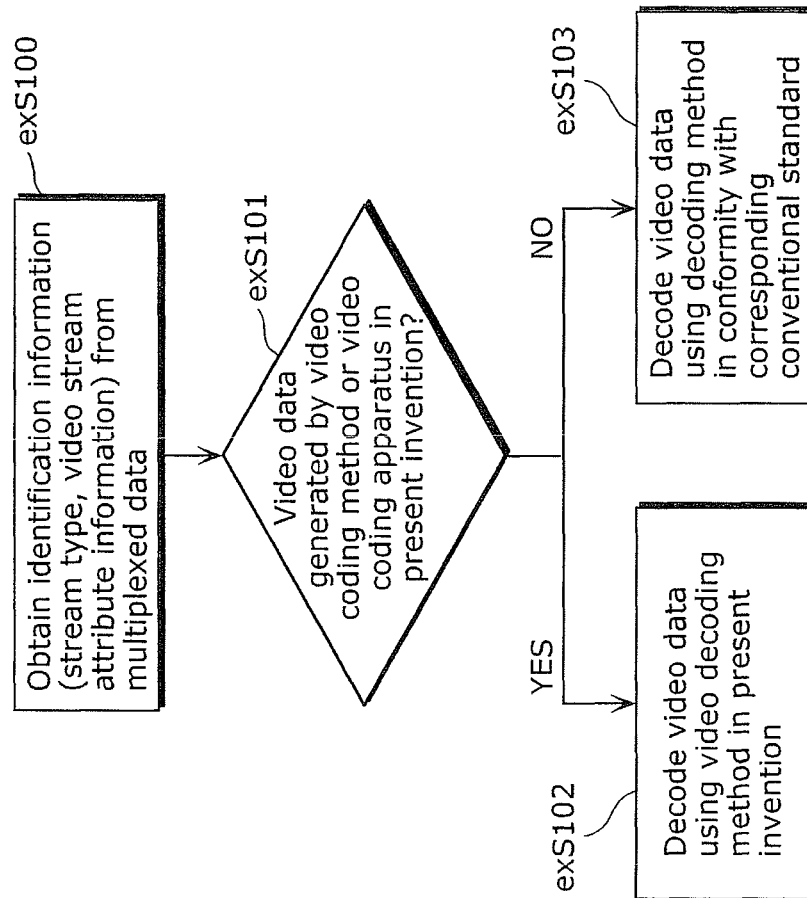 exS100
Obtain identification information
(stream type, video stream
attribute information) from
multiplexed data
exS101
Video data
generated by video
coding method or video
coding apparatus in
present invention?
YES
NO
exS102
Decode video data
using video decoding
method in present
invention
exS103
Decode video data
using decoding method
in conformity with
corresponding
conventional standard